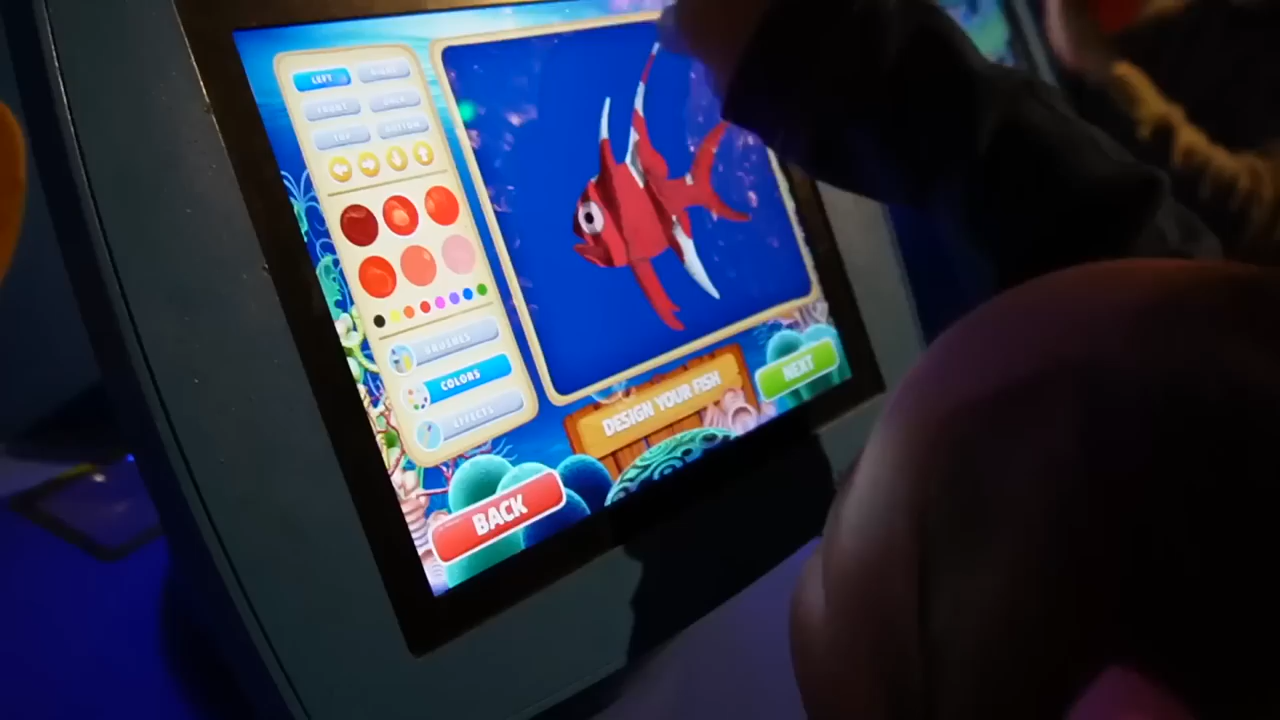 LEFT
RIGHT
FRONT
BACK
TOP
BOTTOM
BRUSHES
COLORS
EFFECTS
DESIGN YOUR FISH
NEXT
BACK